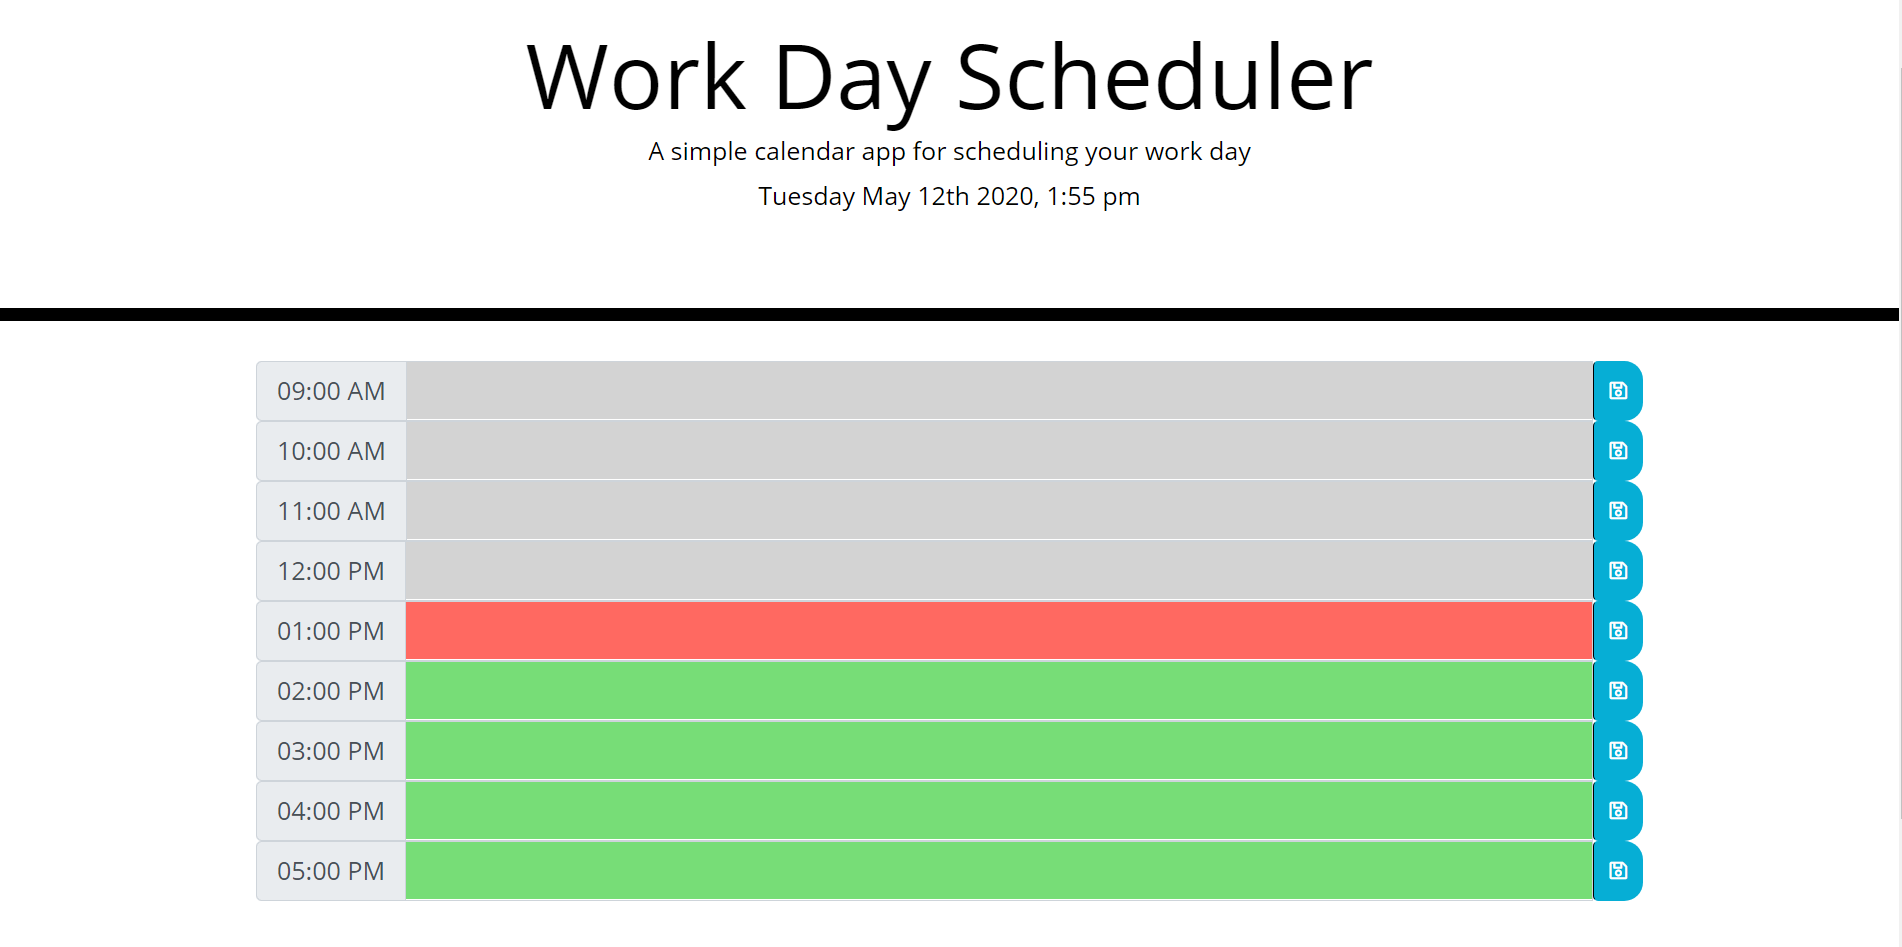 Work Day Scheduler
A simple calendar app for scheduling your work day
Tuesday May 12th 2020, 1:55 pm
09:00 AM
10:00 AM
11:00 AM
12:00 PM
01:00 PM
02:00 PM
03:00 PM
04:00 PM
05:00 PM